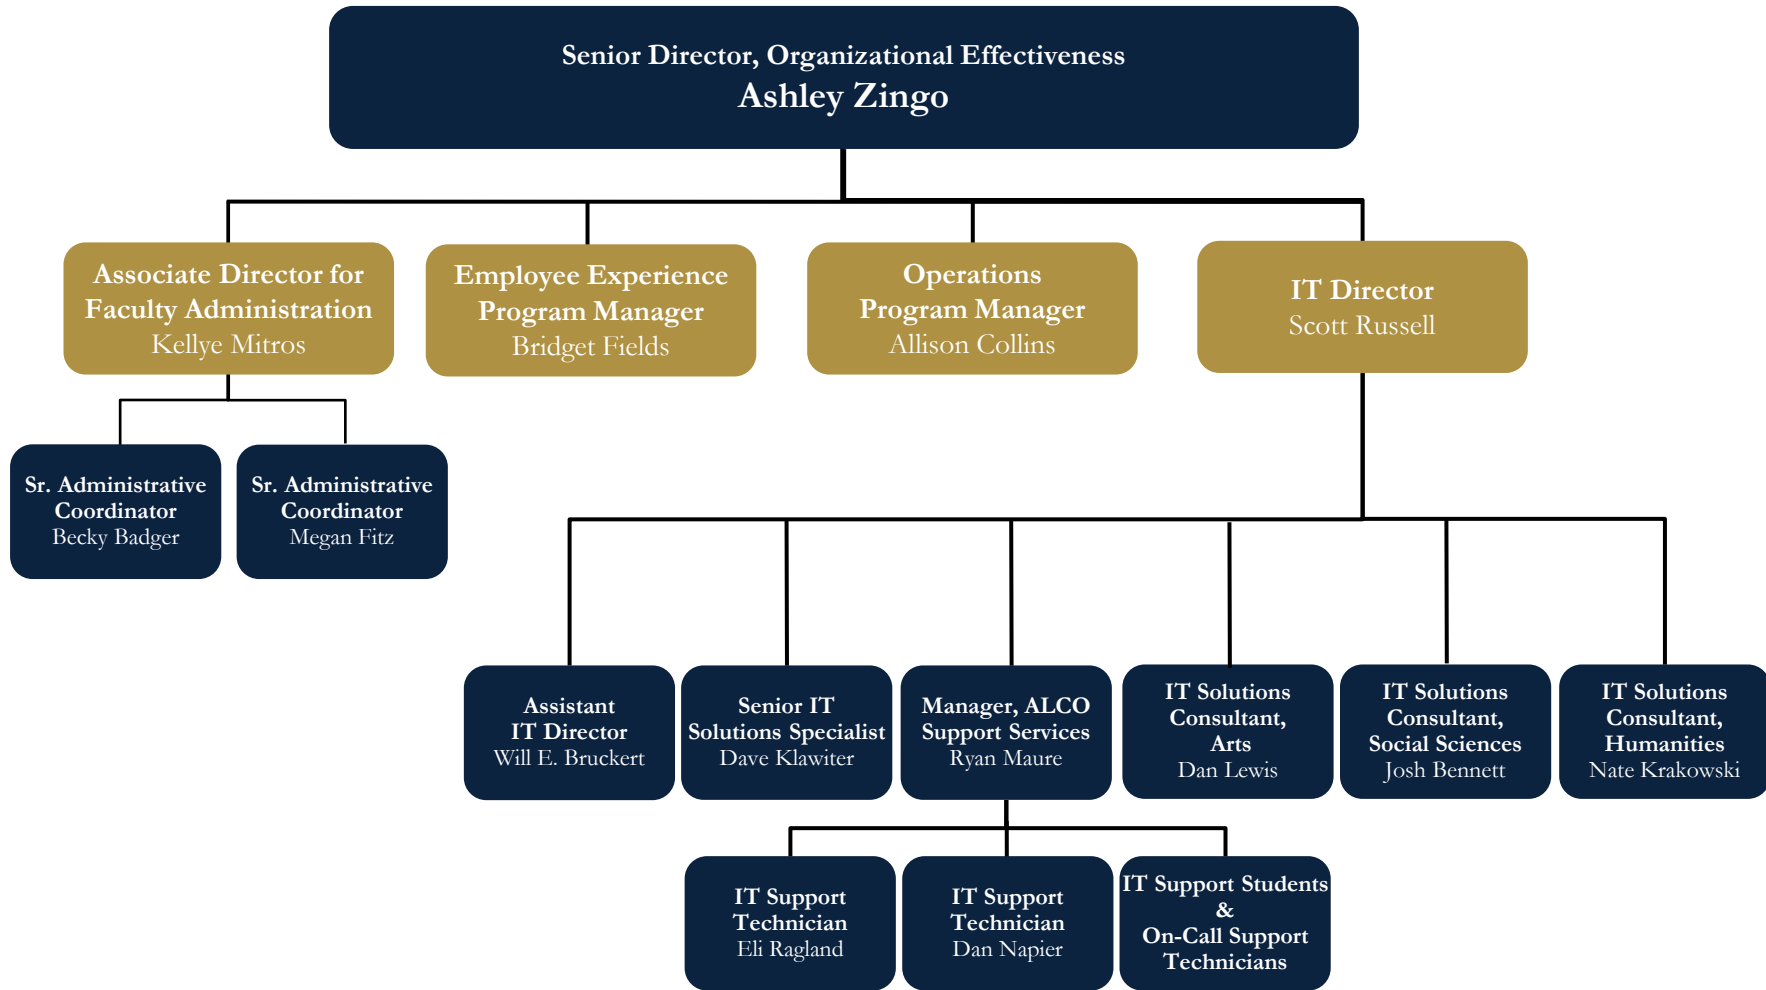 Senior Director, Organizational Effectiveness
Ashley Zingo
Associate Director for
Faculty Administration
Kellye Mitros
Employee Experience
Program Manager
Bridget Fields
Operations
Program Manager
Allison Collins
IT Director
Scott Russell
Sr. Administrative
Coordinator
Becky Badger
Sr. Administrative
Coordinator
Megan Fitz
Assistant
IT Director
Will E. Bruckert
Senior IT
Solutions Specialist
Dave Klawiter
Manager, ALCO
Support Services
Ryan Maure
IT Solutions
Consultant,
Arts
Dan Lewis
IT Solutions
Consultant,
Social Sciences
Josh Bennett
IT Solutions
Consultant,
Humanities
Nate Krakowski
IT Support
Technician
Eli Ragland
IT Support
Technician
Dan Napier
IT Support Students
&
On-Call Support
Technicians